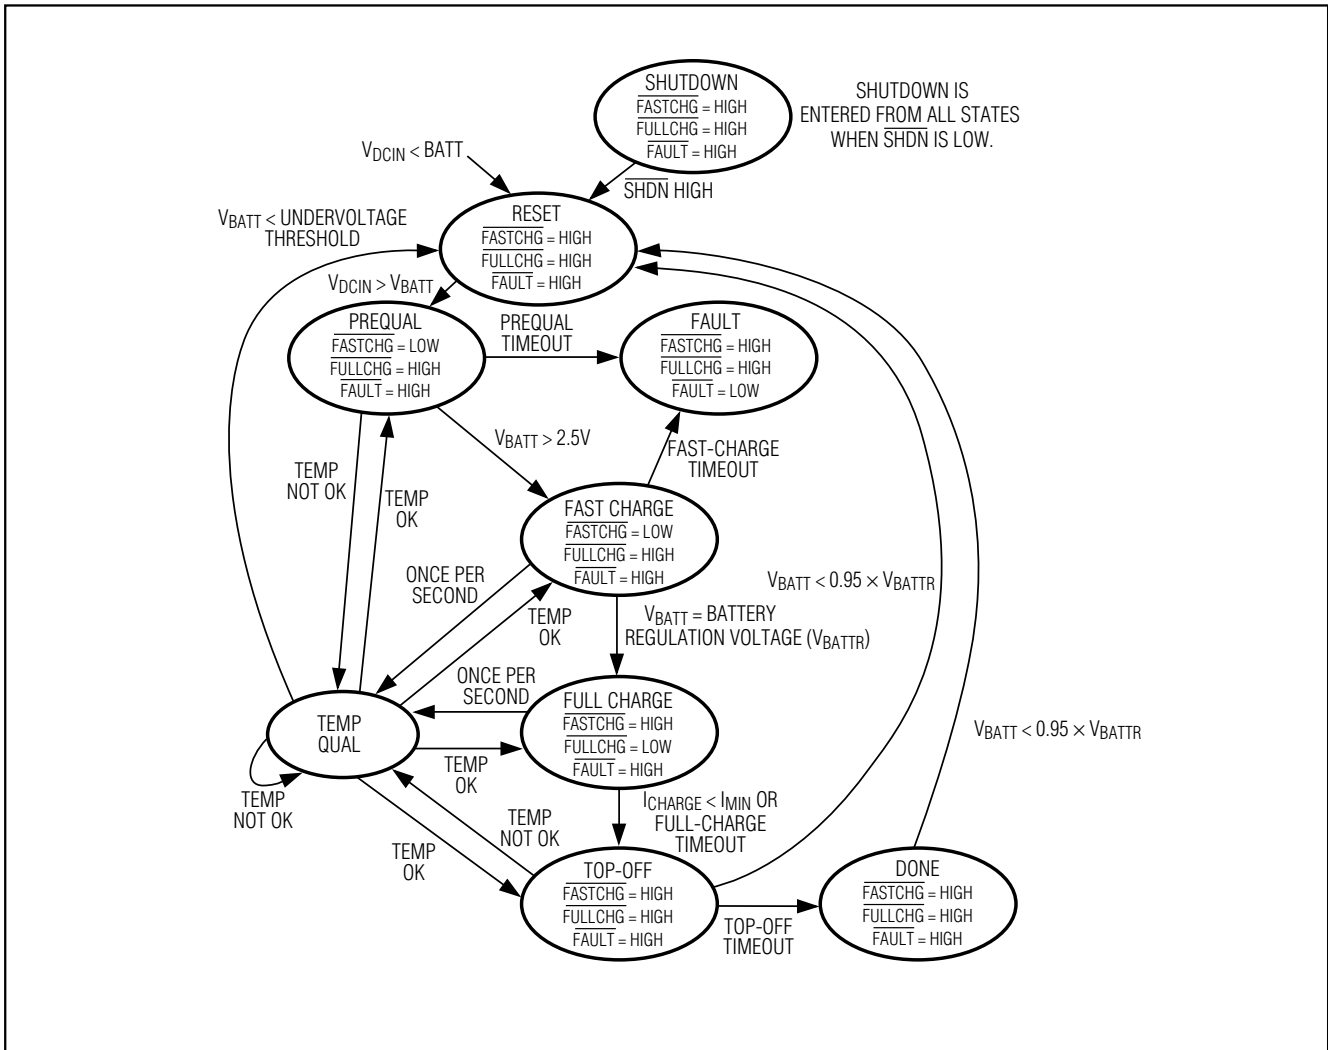 SHUTDOWN
FASTCHG = HIGH
FULLCHG = HIGH
FAULT = HIGH
SHUTDOWN IS
ENTERED FROM ALL STATES
WHEN SHDN IS LOW.
VDCIN < BATT
SHDN HIGH
RESET
FASTCHG = HIGH
FULLCHG = HIGH
FAULT = HIGH
VBATT < UNDERVOLTAGE
THRESHOLD
VDCIN > VBATT
PREQUAL
FASTCHG = LOW
FULLCHG = HIGH
FAULT = HIGH
PREQUAL
TIMEOUT
FAULT
FASTCHG = HIGH
FULLCHG = HIGH
FAULT = LOW
VBATT > 2.5V
FAST-CHARGE
TIMEOUT
TEMP
NOT OK
TEMP
OK
FAST CHARGE
FASTCHG = LOW
FULLCHG = HIGH
FAULT = HIGH
ONCE PER
SECOND
TEMP
OK
VBATT = BATTERY
REGULATION VOLTAGE (VBATTR)
VBATT < 0.95 × VBATTR
ONCE PER
SECOND
FULL CHARGE
FASTCHG = HIGH
FULLCHG = LOW
FAULT = HIGH
TEMP
QUAL
TEMP
OK
VBATT < 0.95 × VBATTR
TEMP
NOT OK
TEMP
NOT OK
ICHARGE < IMIN OR
FULL-CHARGE
TIMEOUT
TEMP
OK
TOP-OFF
FASTCHG = HIGH
FULLCHG = HIGH
FAULT = HIGH
TOP-OFF
TIMEOUT
DONE
FASTCHG = HIGH
FULLCHG = HIGH
FAULT = HIGH